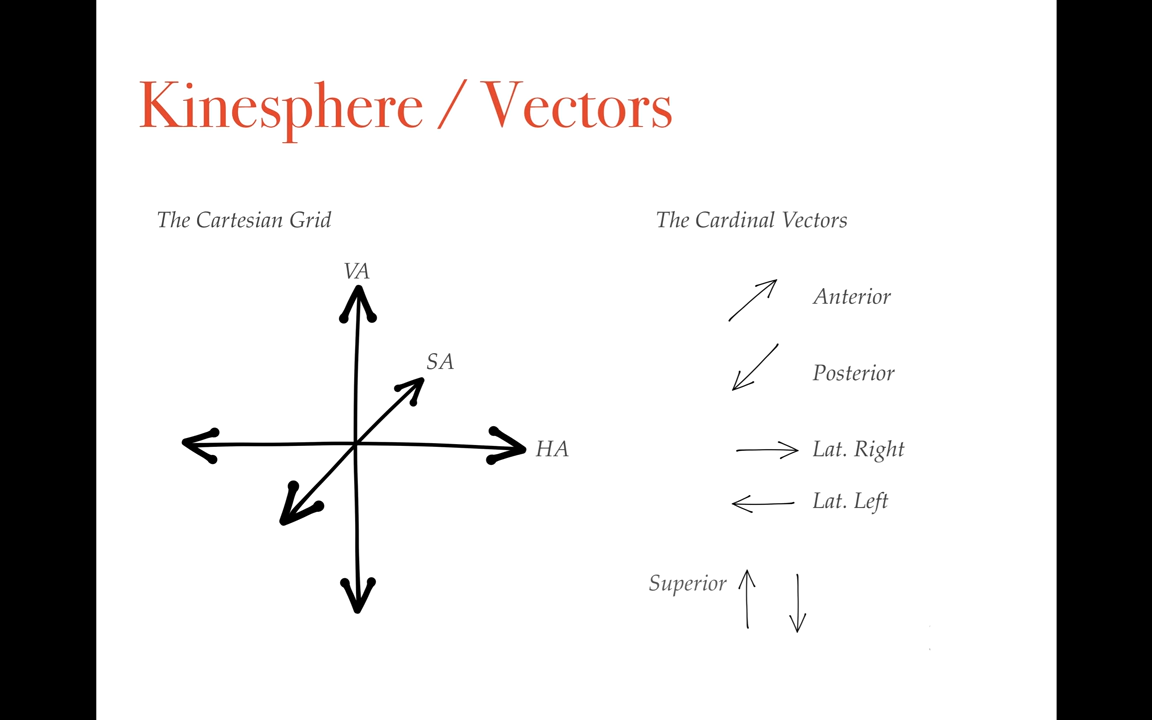 Kinesphere / Vectors
The Cartesian Grid
VA
SA
HA
The Cardinal Vectors
Anterior
Posterior
Lat. Right
Lat. Left
Superior